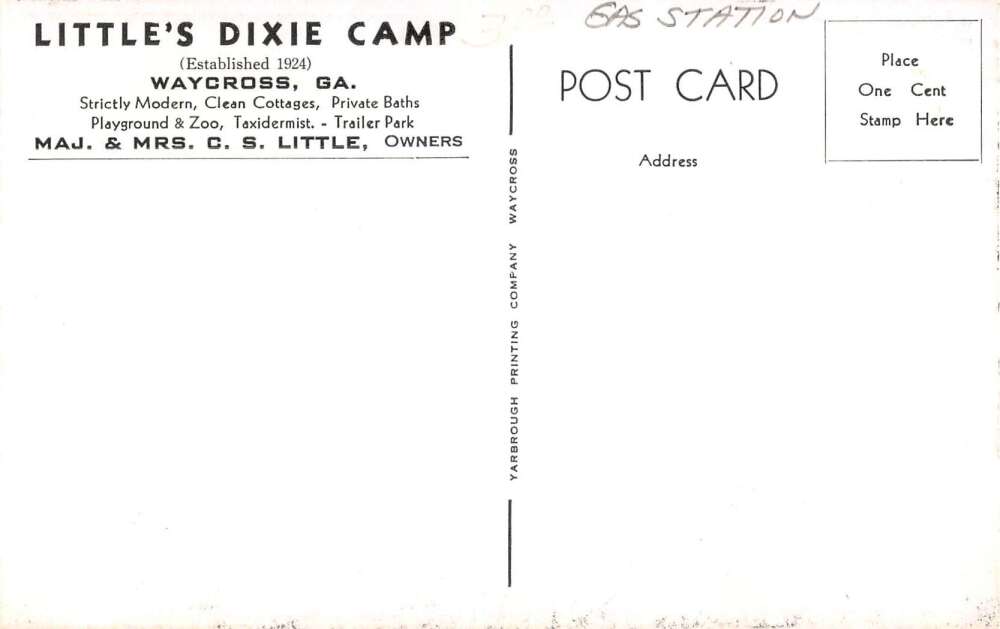 LITTLE'S DIXIE CAMP
(Established 1924)
WAYCROSS, GA.
Strictly Modern, Clean Cottages, Private Baths
Playground & Zoo, Taxidermist. - Trailer Park
MAJ. & MRS. C. S. LITTLE, OWNERS
YARBROUGH PRINTING COMPANY WAYCROSS
GAS STATION
POST CARD
Address
Place
One Cent
Stamp Here